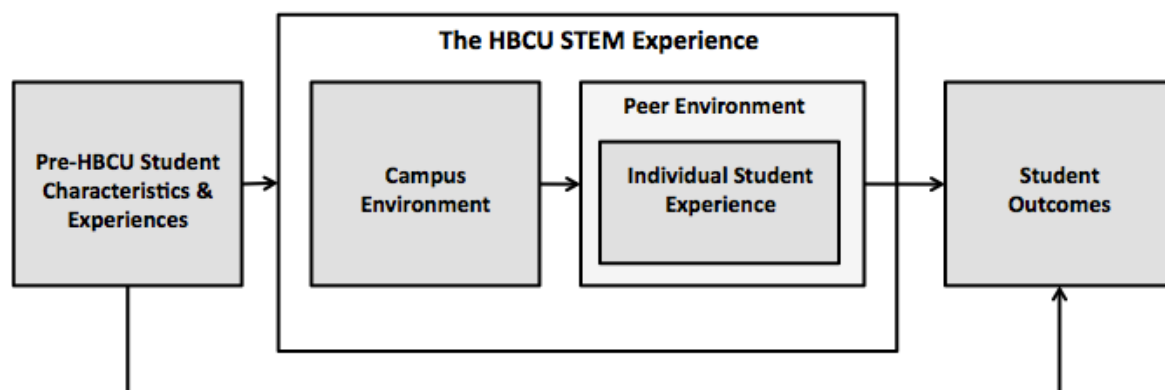 The HBCU STEM Experience
Pre-HBCU Student
Characteristics &
Experiences
Campus
Environment
Peer Environment
Individual Student
Experience
Student
Outcomes